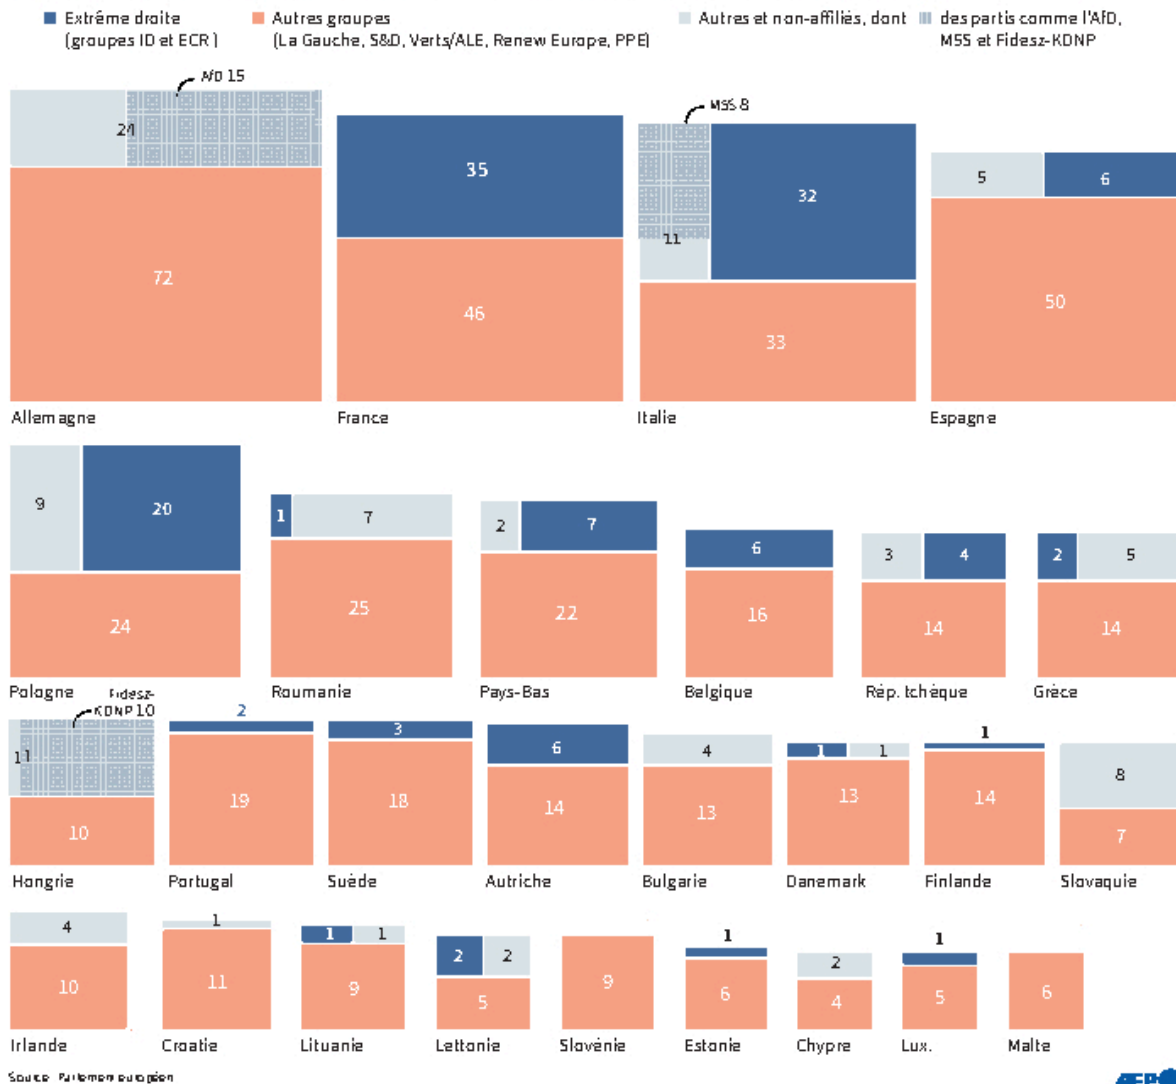 Extrême droite
(groupes ID et ECR)
Autres groupes
(La Gauche, S&D, Verts/ALE, Renew Europe, PPE)
Autres et non-affiliés, dont
des partis comme l'AfD,
M5S et Fidesz-KDNP
AfD 15
24
72
Allemagne
35
46
France
M5S 8
11
32
33
Italie
5
6
50
Espagne
9
20
24
Pologne
1
7
25
Roumanie
2
7
22
Pays-Bas
6
16
Belgique
3
4
14
Rép. tchèque
2
5
14
Grèce
Fidesz-
KDNP 10
11
10
Hongrie
2
19
Portugal
3
18
Suède
6
14
Autriche
4
13
Bulgarie
1
1
13
Danemark
1
14
Finlande
8
7
Slovaquie
4
10
Irlande
1
11
Croatie
1
1
9
Lituanie
2
2
5
Lettonie
9
Slovénie
1
6
Estonie
2
4
Chypre
1
5
Lux.
6
Malte
Source: Parlement européen
AFP